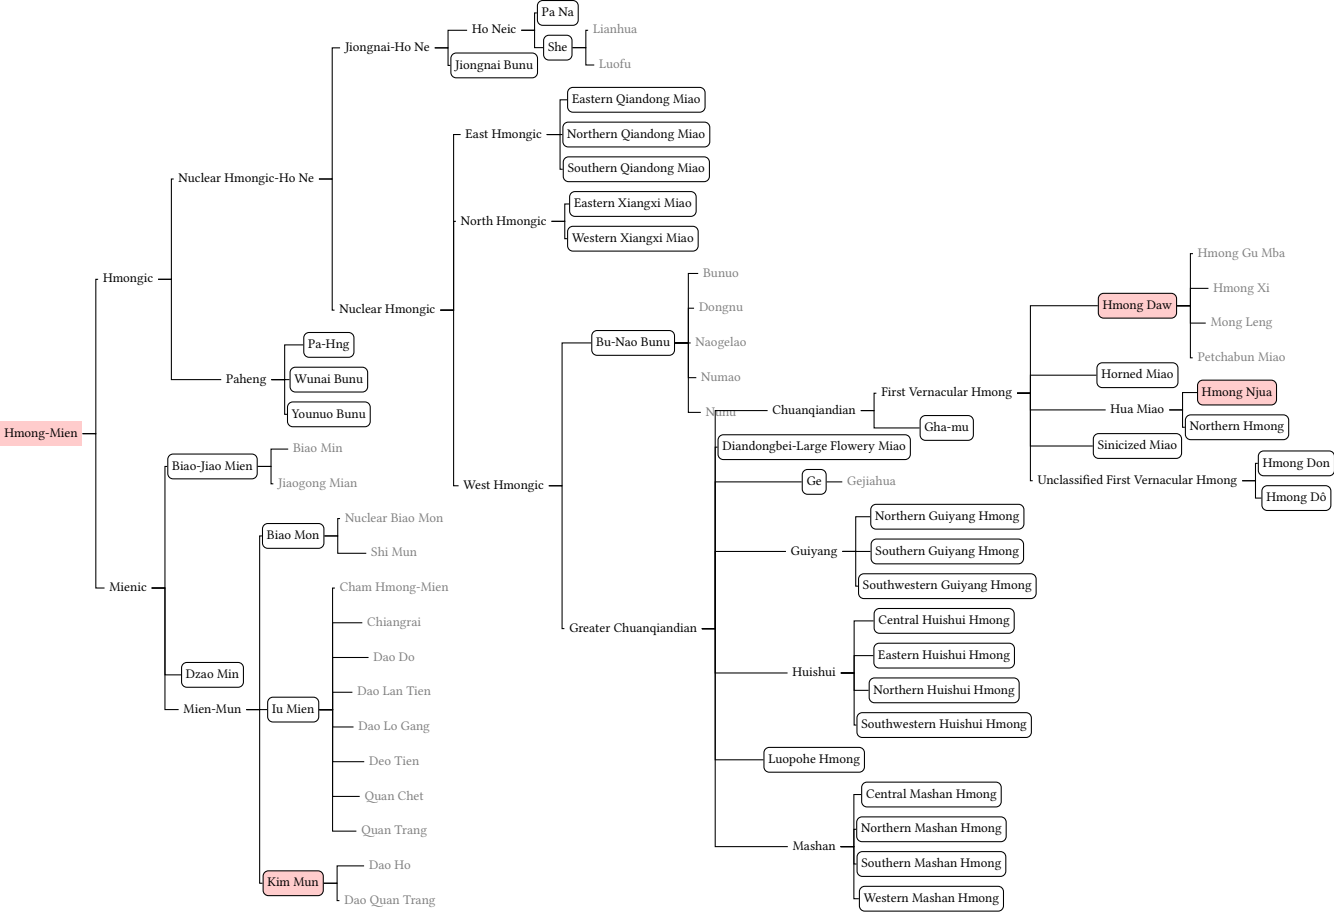 Hmong-Mien
Hmongic
Nuclear Hmongic-Ho Ne
Jiongnai-Ho Ne
Ho Neic
Pa Na
She
Lianhua
Luofu
Jiongnai Bunu
Nuclear Hmongic
East Hmongic
Eastern Qiandong Miao
Northern Qiandong Miao
Southern Qiandong Miao
North Hmongic
Eastern Xiangxi Miao
Western Xiangxi Miao
West Hmongic
Bu-Nao Bunu
Bunuo
Dongnu
Naogelao
Numao
Nunu
Greater Chuanqiandian
Chuanqiandian
First Vernacular Hmong
Hmong Daw
Hmong Gu Mba
Hmong Xi
Mong Leng
Petchabun Miao
Horned Miao
Hua Miao
Hmong Njua
Northern Hmong
Sinicized Miao
Unclassified First Vernacular Hmong
Hmong Don
Hmong Dô
Gha-mu
Diandongbei-Large Flowery Miao
Ge
Gejiahua
Guiyang
Northern Guiyang Hmong
Southern Guiyang Hmong
Southwestern Guiyang Hmong
Huishui
Central Huishui Hmong
Eastern Huishui Hmong
Northern Huishui Hmong
Southwestern Huishui Hmong
Luopohe Hmong
Mashan
Central Mashan Hmong
Northern Mashan Hmong
Southern Mashan Hmong
Western Mashan Hmong
Paheng
Pa-Hng
Wunai Bunu
Younuo Bunu
Mienic
Biao-Jiao Mien
Biao Min
Jiaogong Mian
Dzao Min
Mien-Mun
Biao Mon
Nuclear Biao Mon
Shi Mun
Iu Mien
Cham Hmong-Mien
Chiangrai
Dao Do
Dao Lan Tien
Dao Lo Gang
Deo Tien
Quan Chet
Quan Trang
Kim Mun
Dao Ho
Dao Quan Trang